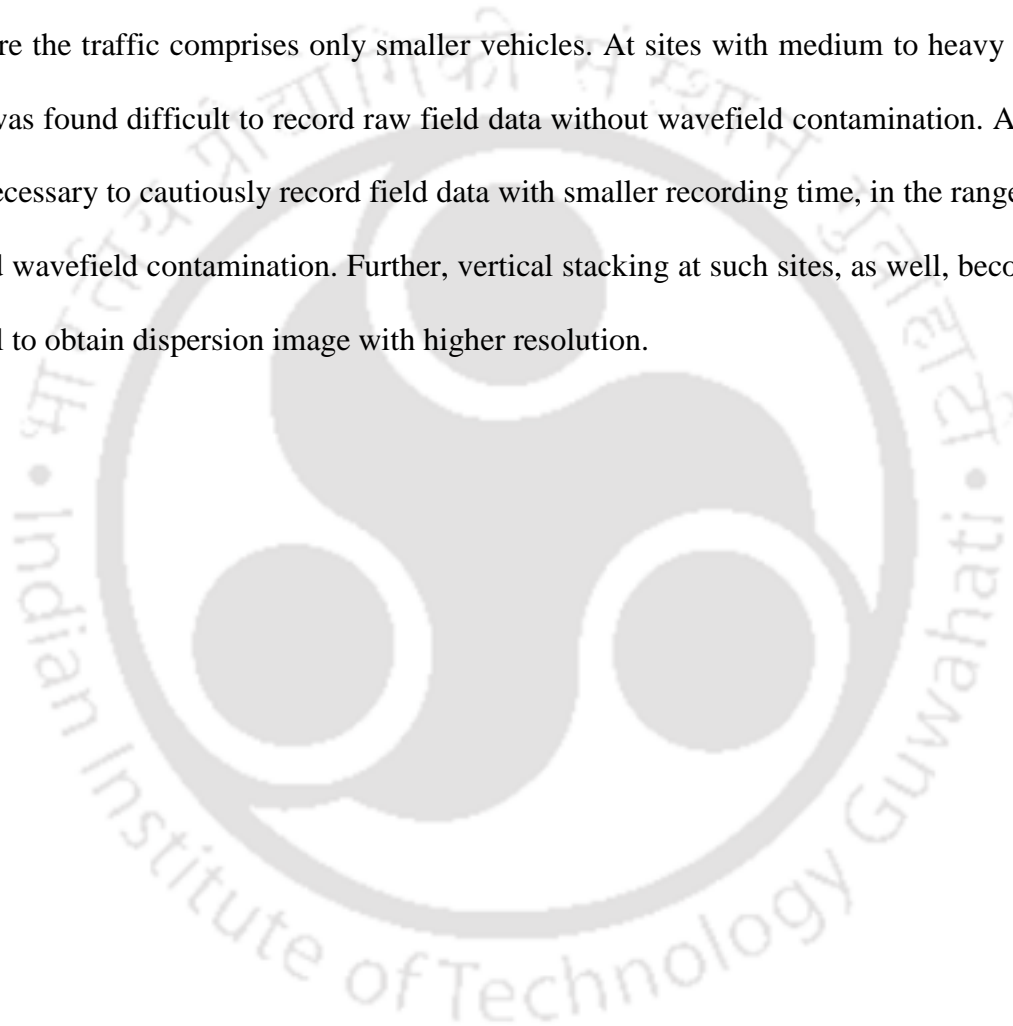 re the traffic comprises only smaller vehicles. At sites with medium to heavy
was found difficult to record raw field data without wavefield contamination. A
ecessary to cautiously record field data with smaller recording time, in the range
d wavefield contamination. Further, vertical stacking at such sites, as well, beco
l to obtain dispersion image with higher resolution.
भारतीय प्रौद्योगिकी संस्थान गुवाहाटी
• Indian Institute of Technology Guwahati •